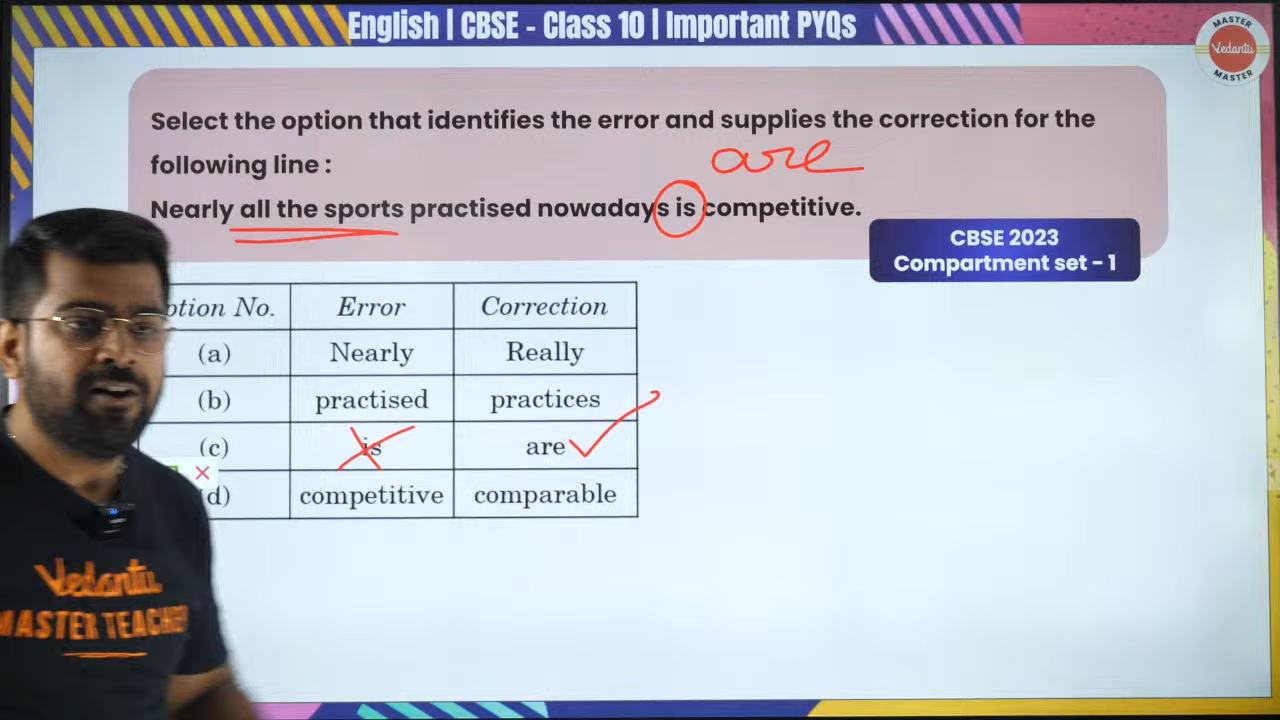 English | CBSE - Class 10 | Important PYQs
MASTER
Vedantu
MASTER
Select the option that identifies the error and supplies the correction for the
following line :
are
Nearly all the sports practised nowadays is competitive.
CBSE 2023
Compartment set - 1
ption No. Error Correction
(a) Nearly Really
(b) practised practices
(c) is are
(d) competitive comparable
Vedantu
MASTER TEACHER